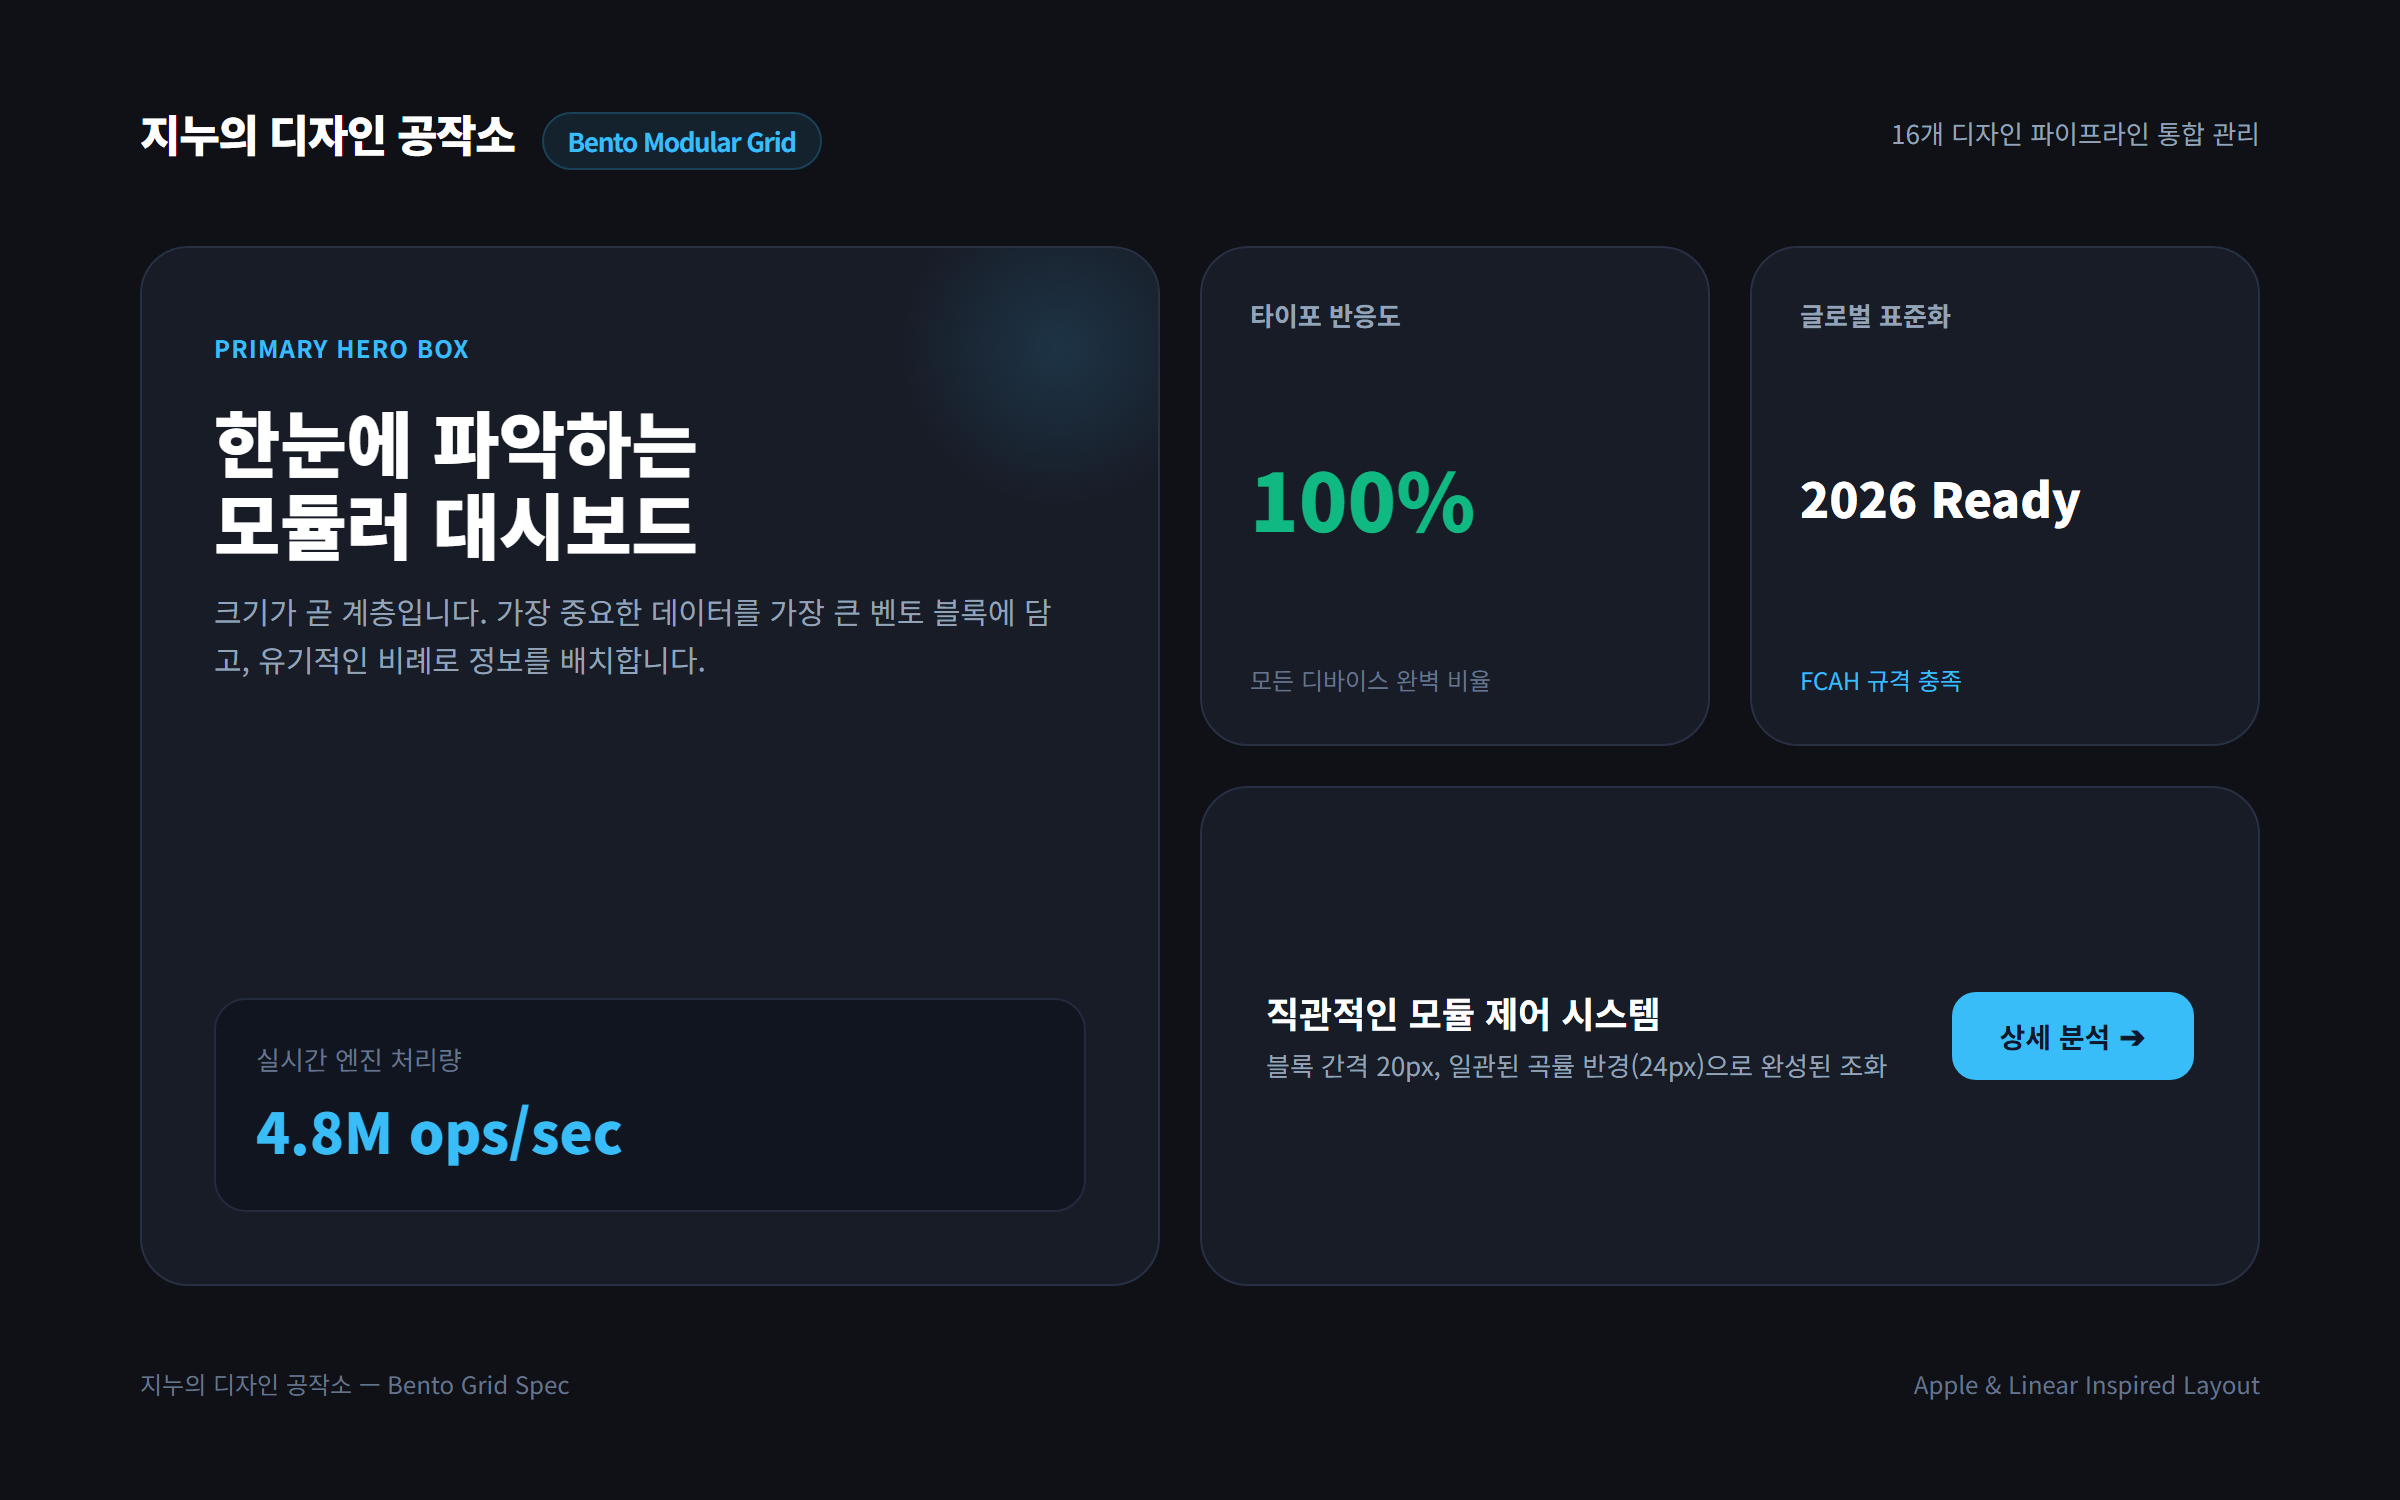 지누의 디자인 공작소
Bento Modular Grid
16개 디자인 파이프라인 통합 관리
PRIMARY HERO BOX
한눈에 파악하는
모듈러 대시보드
크기가 곧 계층입니다. 가장 중요한 데이터를 가장 큰 벤토 블록에 담
고, 유기적인 비례로 정보를 배치합니다.
실시간 엔진 처리량
4.8M ops/sec
타이포 반응도
100%
모든 디바이스 완벽 비율
글로벌 표준화
2026 Ready
FCAH 규격 충족
직관적인 모듈 제어 시스템
블록 간격 20px, 일관된 곡률 반경(24px)으로 완성된 조화
상세 분석 ➔
지누의 디자인 공작소 — Bento Grid Spec
Apple & Linear Inspired Layout